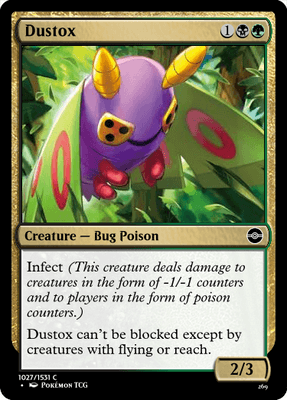 Dustox 1
Creature — Bug Poison
Infect (This creature deals damage to
creatures in the form of -1/-1 counters
and to players in the form of poison
counters.)
Dustox can't be blocked except by
creatures with flying or reach.
2/3
1027/1531 C
• Pokémon TCG
269